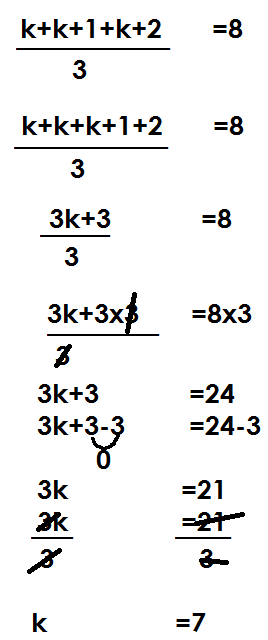 k+k+1+k+2 =8
3
k+k+k+1+2 =8
3
3k+3 =8
3
3k+3x3 =8x3
3
3k+3 =24
3k+3-3 =24-3
0
3k =21
3k =21
3 3
k =7